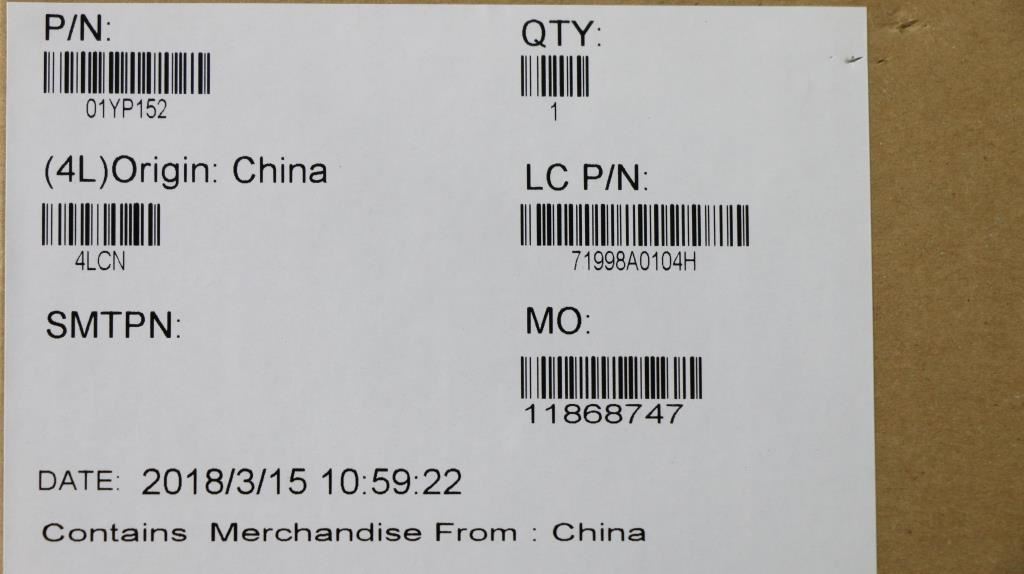 P/N:
01YP152
QTY:
1
(4L)Origin: China
4LCN
LC P/N:
71998A0104H
SMTPN:
MO:
11868747
DATE: 2018/3/15 10:59:22
Contains Merchandise From : China